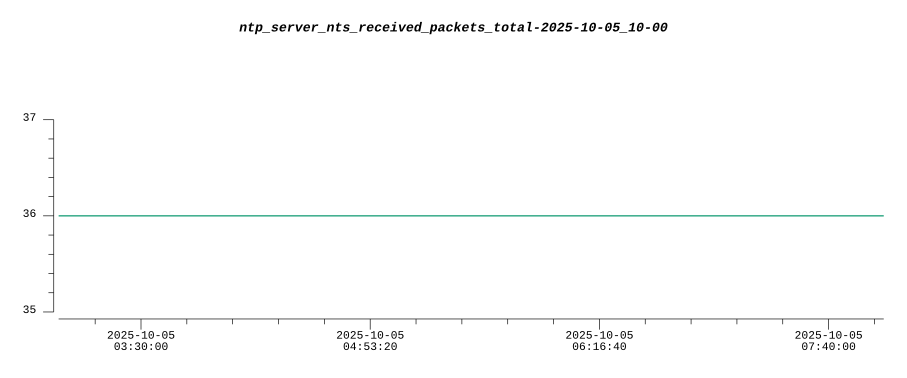 ntp_server_nts_received_packets_total-2025-10-05_10-00
37
36
35
2025-10-05 2025-10-05 2025-10-05 2025-10-05
03:30:00 04:53:20 06:16:40 07:40:00